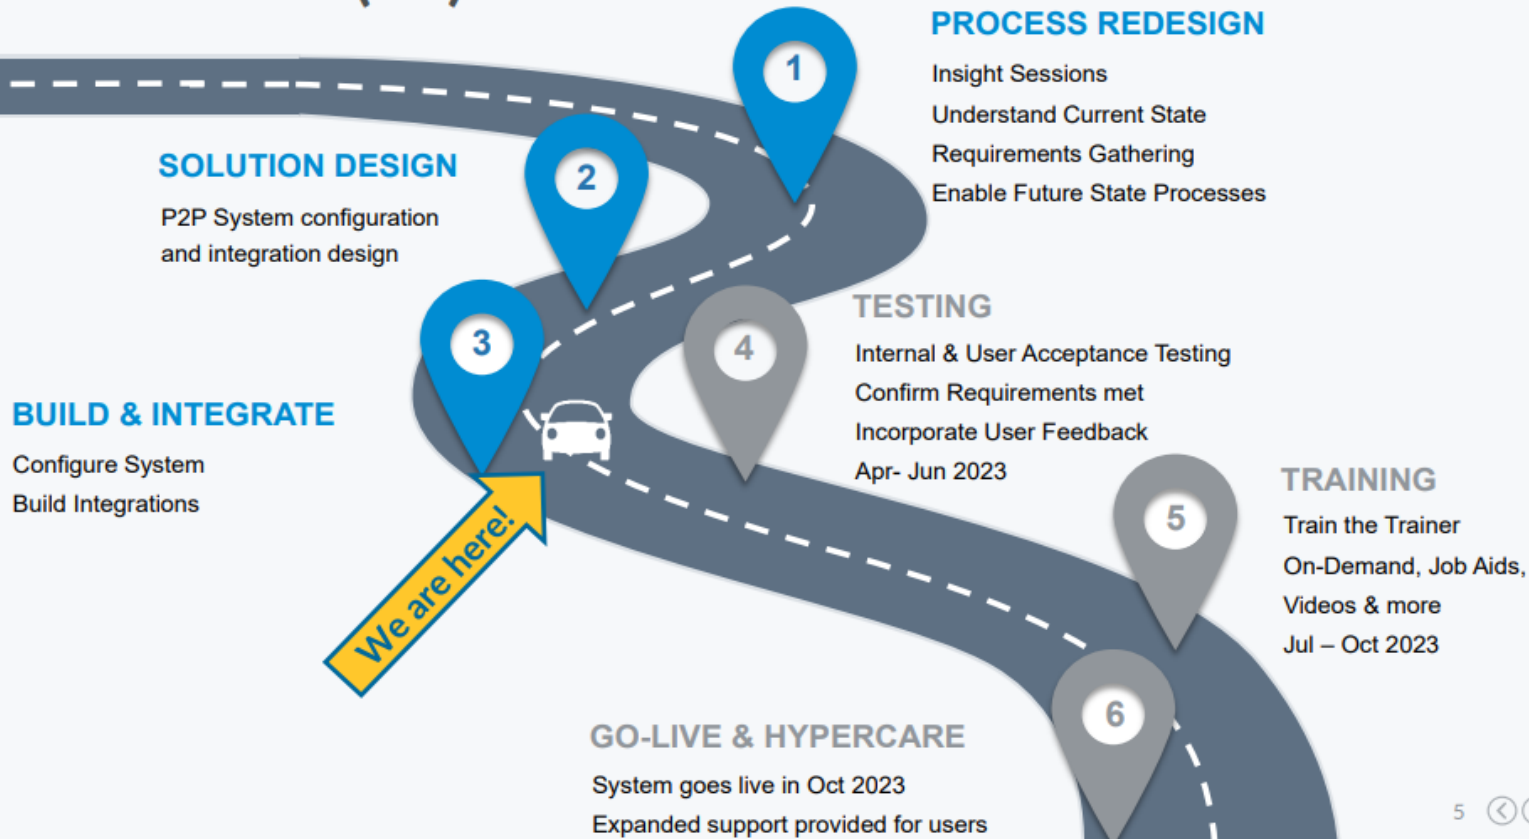 1
PROCESS REDESIGN
Insight Sessions
Understand Current State
Requirements Gathering
Enable Future State Processes
2
SOLUTION DESIGN
P2P System configuration
and integration design
3
BUILD & INTEGRATE
Configure System
Build Integrations
We are here!
4
TESTING
Internal & User Acceptance Testing
Confirm Requirements met
Incorporate User Feedback
Apr- Jun 2023
5
TRAINING
Train the Trainer
On-Demand, Job Aids,
Videos & more
Jul – Oct 2023
6
GO-LIVE & HYPERCARE
System goes live in Oct 2023
Expanded support provided for users
5